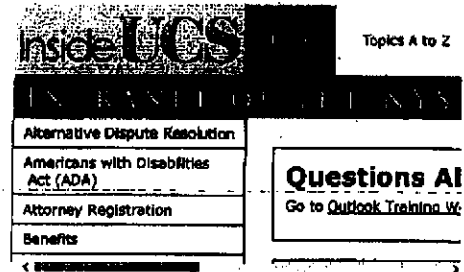 Inside UCS
Topics A to Z
Alternative Dispute Resolution
Americans with Disabilities
Act (ADA)
Attorney Registration
Benefits
Questions Al
Go to Outlook Training W